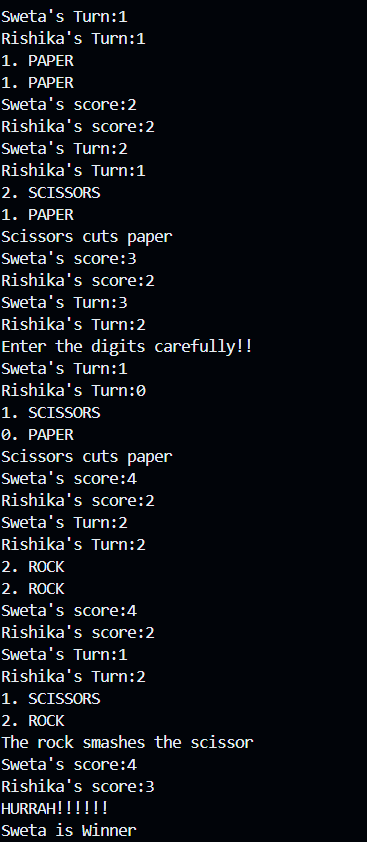 Sweta's Turn:1
Rishika's Turn:1
1. PAPER
1. PAPER
Sweta's score:2
Rishika's score:2
Sweta's Turn:2
Rishika's Turn:1
2. SCISSORS
1. PAPER
Scissors cuts paper
Sweta's score:3
Rishika's score:2
Sweta's Turn:3
Rishika's Turn:2
Enter the digits carefully!!
Sweta's Turn:1
Rishika's Turn:0
1. SCISSORS
0. PAPER
Scissors cuts paper
Sweta's score:4
Rishika's score:2
Sweta's Turn:2
Rishika's Turn:2
2. ROCK
2. ROCK
Sweta's score:4
Rishika's score:2
Sweta's Turn:1
Rishika's Turn:2
1. SCISSORS
2. ROCK
The rock smashes the scissor
Sweta's score:4
Rishika's score:3
HURRAH!!!!!!
Sweta is Winner